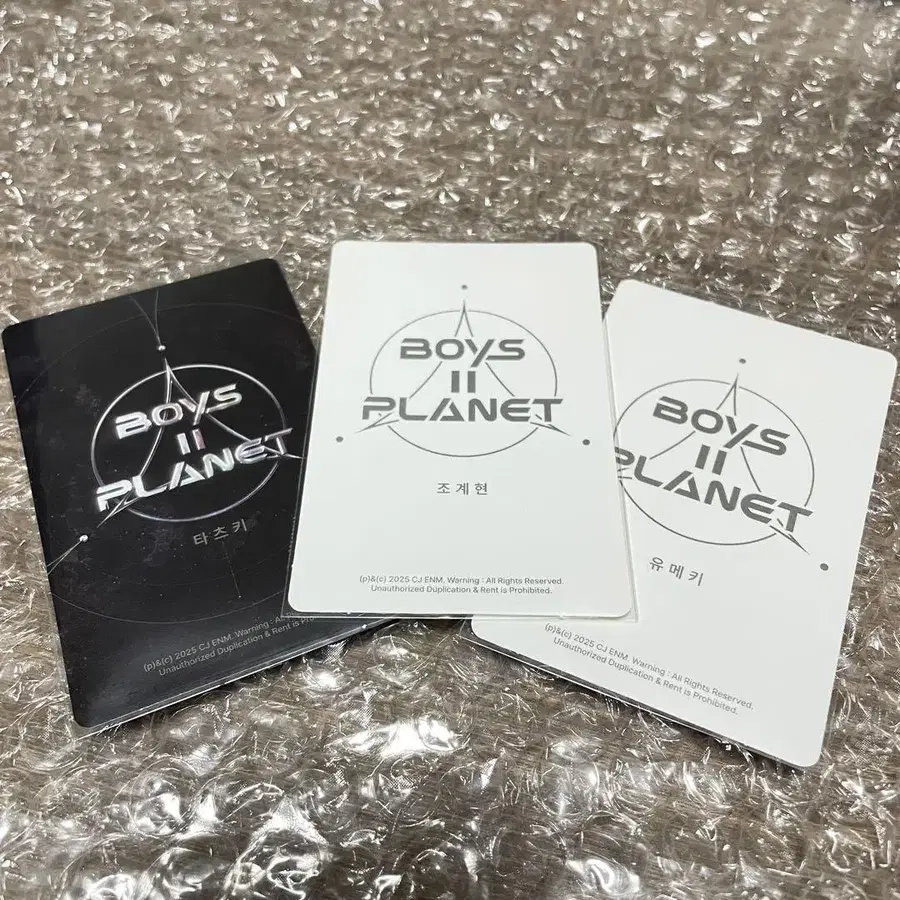 BOYS
II
PLANET
타츠키
(p)&(c) 2025 CJ ENM. Warning : All Rights Reserved.
Unauthorized Duplication & Rent is
BOYS
II
PLANET
조계현
(p)&(c) 2025 CJ ENM, Warning : All Rights Reserved.
Unauthorized Duplication & Rent is Prohibited.
BOYS
II
PLANET
유메키
(p)&(c) 2025 CJ ENM. Warning : All Rights Reserved.
Unauthorized Duplication & Rent is Prohibited.